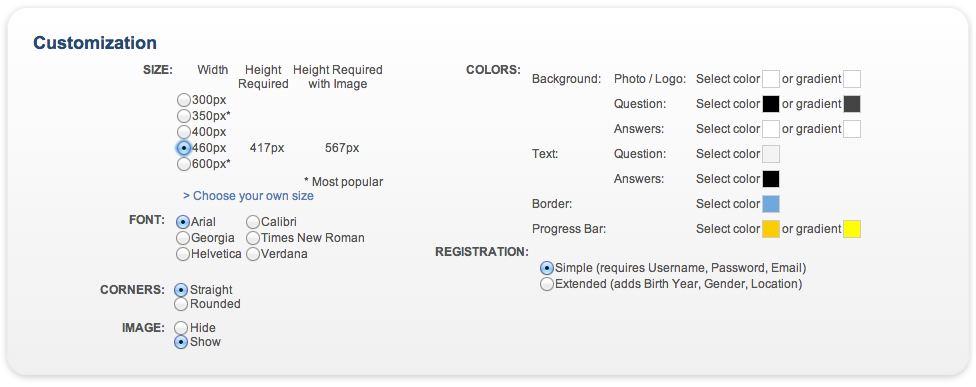 Customization
SIZE: Width Height Required Height Required with Image
300px
350px*
400px
460px 417px 567px
600px*
* Most popular
> Choose your own size
FONT: Arial Calibri
Georgia Times New Roman
Helvetica Verdana
CORNERS: Straight
Rounded
IMAGE: Hide
Show
COLORS:
Background: Photo / Logo: Select color or gradient
Question: Select color or gradient
Answers: Select color or gradient
Text: Question: Select color
Answers: Select color
Border: Select color
Progress Bar: Select color or gradient
REGISTRATION:
Simple (requires Username, Password, Email)
Extended (adds Birth Year, Gender, Location)